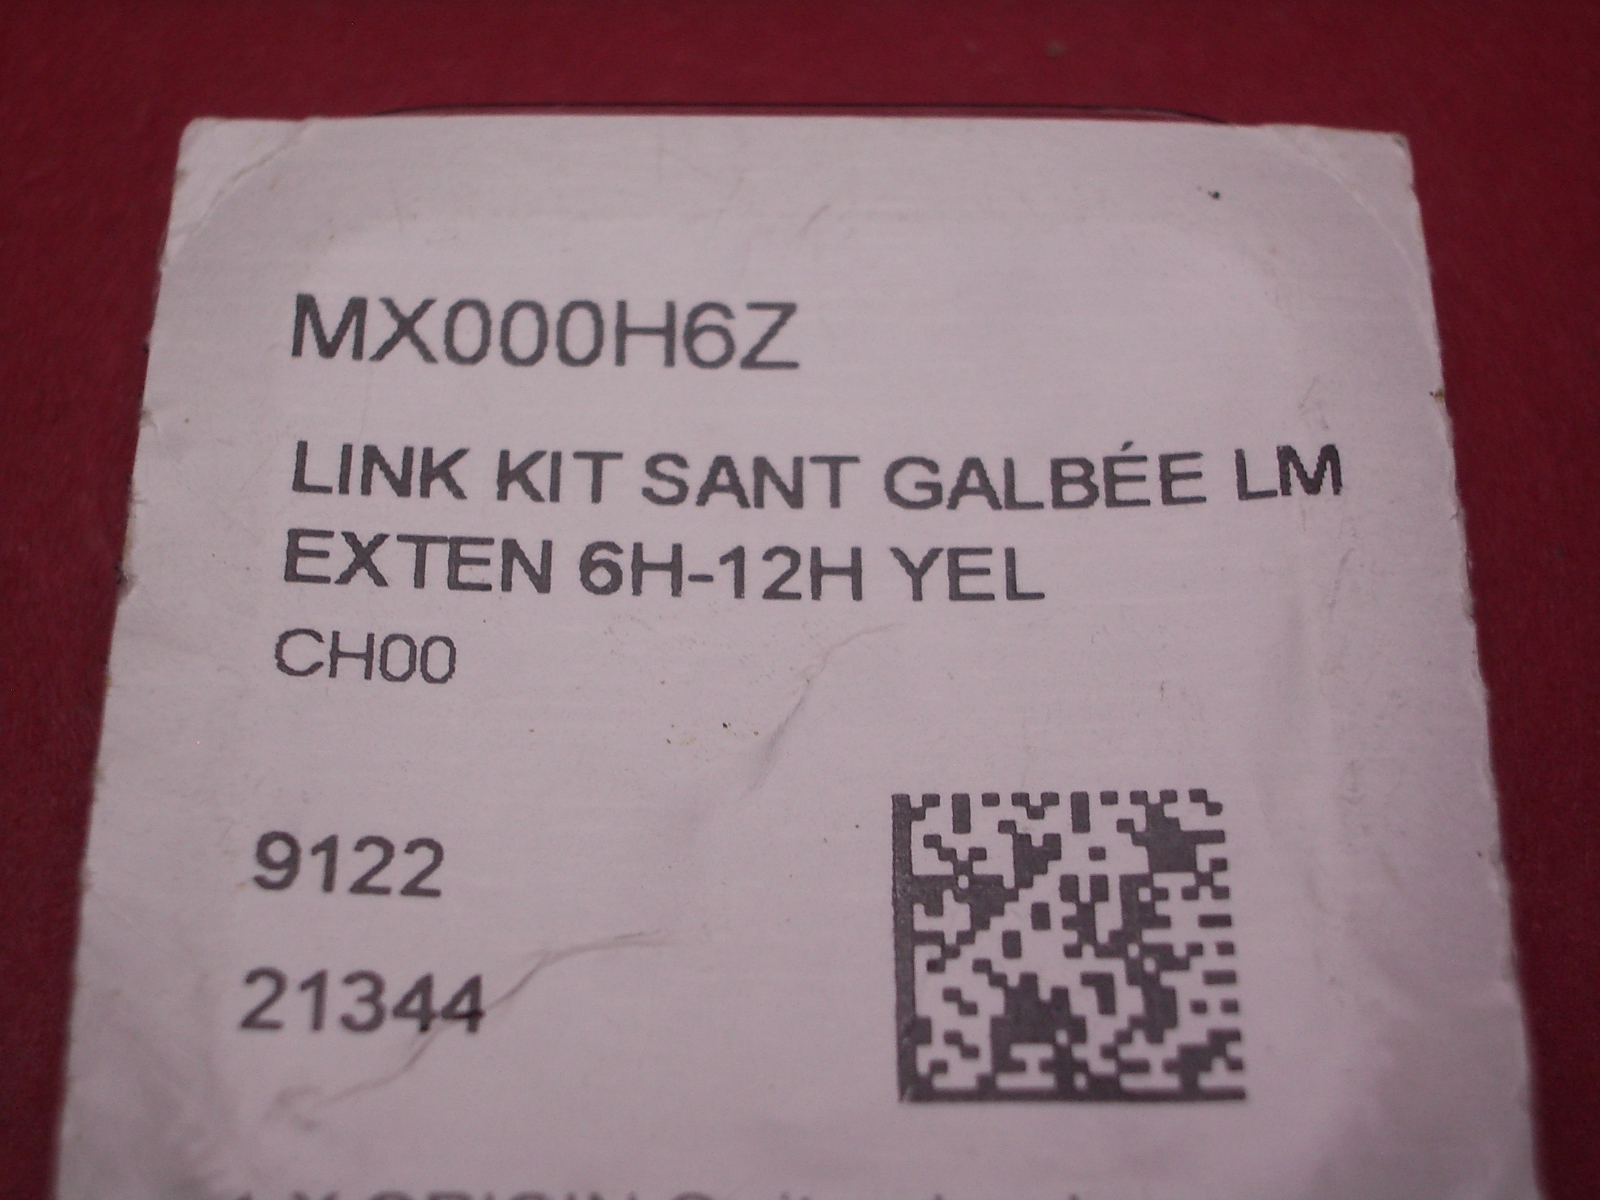 MX000H6Z
LINK KIT SANT GALBÉE LM
EXTEN 6H-12H YEL
CH00
9122
21344